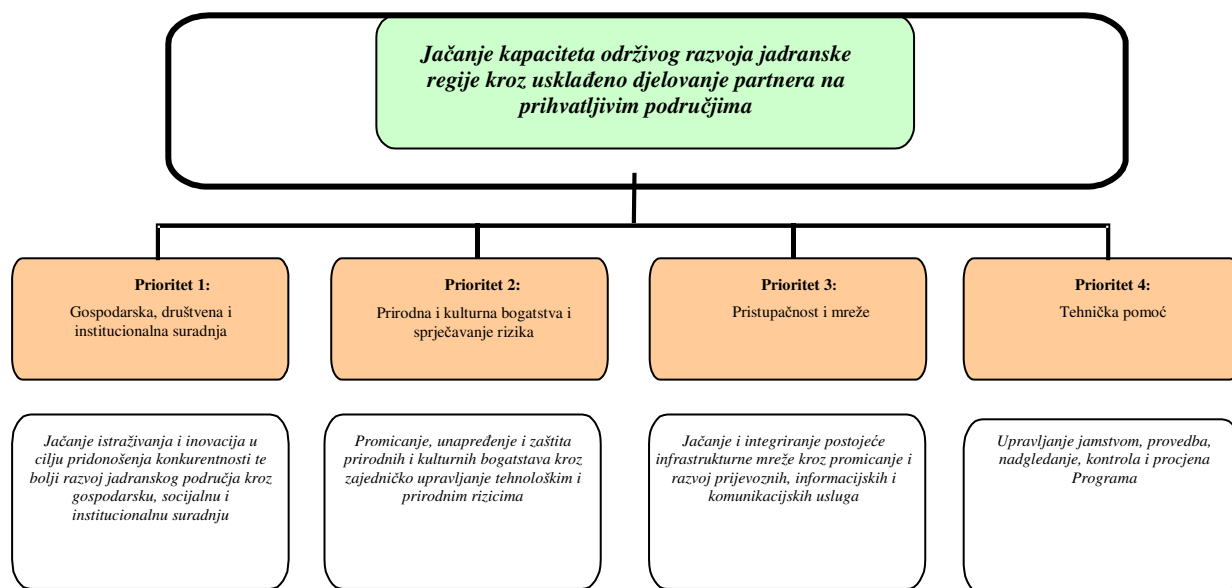 Jačanje kapaciteta održivog razvoja jadranske
regije kroz usklađeno djelovanje partnera na
prihvatljivim područjima
Prioritet 1:
Gospodarska, društvena i
institucionalna suradnja
Prioritet 2:
Prirodna i kulturna bogatstva i
sprječavanje rizika
Prioritet 3:
Pristupačnost i mreže
Prioritet 4:
Tehnička pomoć
Jačanje istraživanja i inovacija u
cilju pridonošenja konkurentnosti te
bolji razvoj jadranskog područja kroz
gospodarsku, socijalnu i
institucionalnu suradnju
Promicanje, unapređenje i zaštita
prirodnih i kulturnih bogatstava kroz
zajedničko upravljanje tehnološkim i
prirodnim rizicima
Jačanje i integriranje postojeće
infrastrukturne mreže kroz promicanje i
razvoj prijevoznih, informacijskih i
komunikacijskih usluga
Upravljanje jamstvom, provedba,
nadgledanje, kontrola i procjena
Programa